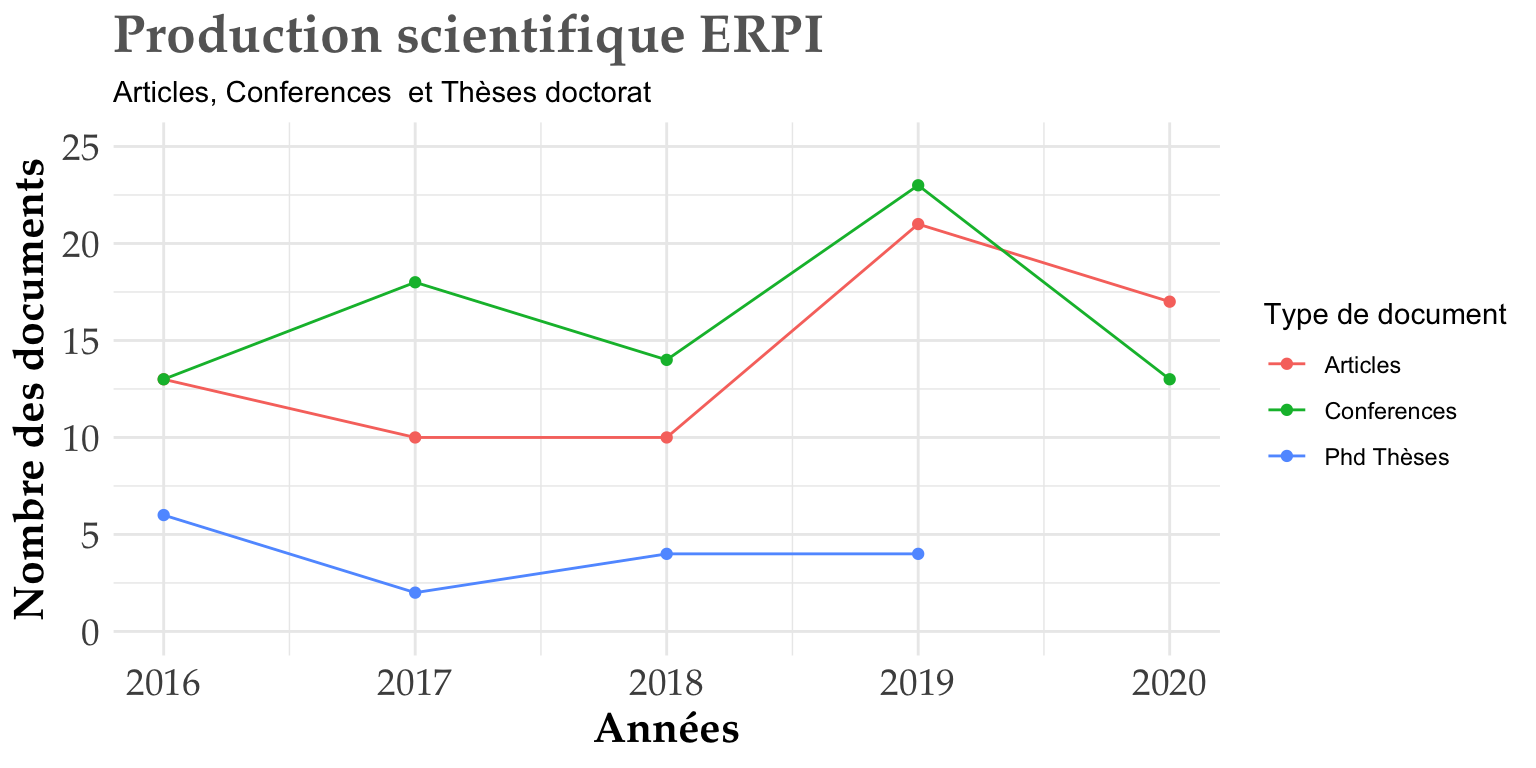 Production scientifique ERPI
Articles, Conferences  et Thèses doctorat
Nombre des documents
25
20
15
10
5
0
2016 2017 2018 2019 2020
Années
Type de document
Articles
Conferences
Phd Thèses